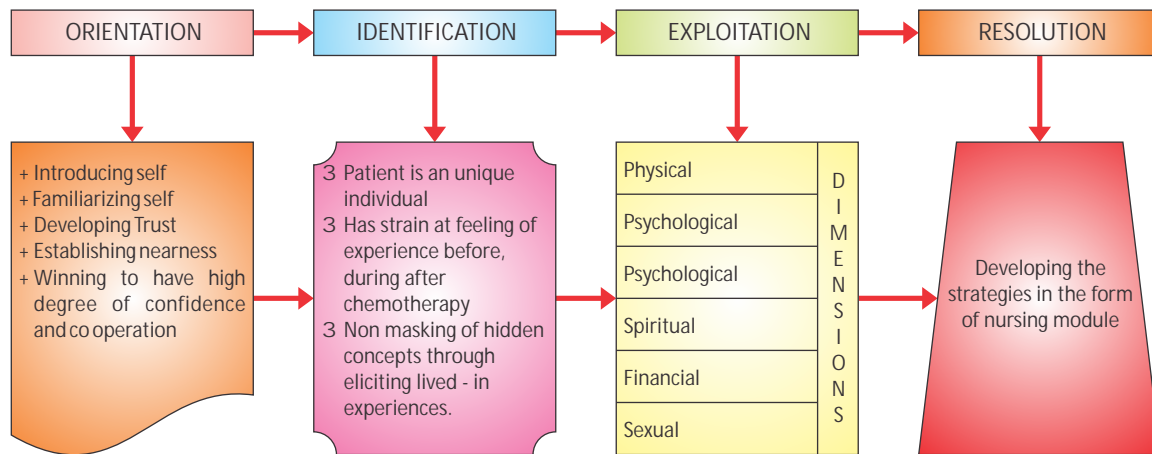 ORIENTATION
IDENTIFICATION
EXPLOITATION
RESOLUTION
+ Introducing self
+ Familiarizing self
+ Developing Trust
+ Establishing nearness
+ Winning to have high
degree of confidence
and co operation
3 Patient is an unique
individual
3 Has strain at feeling of
experience before,
during after
chemotherapy
3 Non masking of hidden
concepts through
eliciting lived - in
experiences.
Physical
Psychological
Psychological
Spiritual
Financial
Sexual
DIMENSIONS
Developing the
strategies in the form
of nursing module